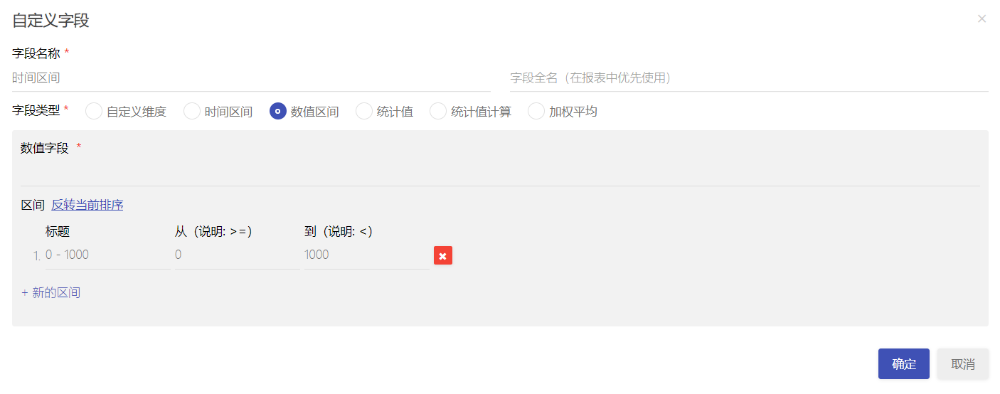 自定义字段 ×
字段名称 *
时间区间 字段全名（在报表中优先使用）
字段类型 * 自定义维度 时间区间 数值区间 统计值 统计值计算 加权平均
数值字段 *
区间 反转当前排序
标题 从（说明: >=） 到（说明: <）
1. 0 - 1000 0 1000
+ 新的区间
确定 取消